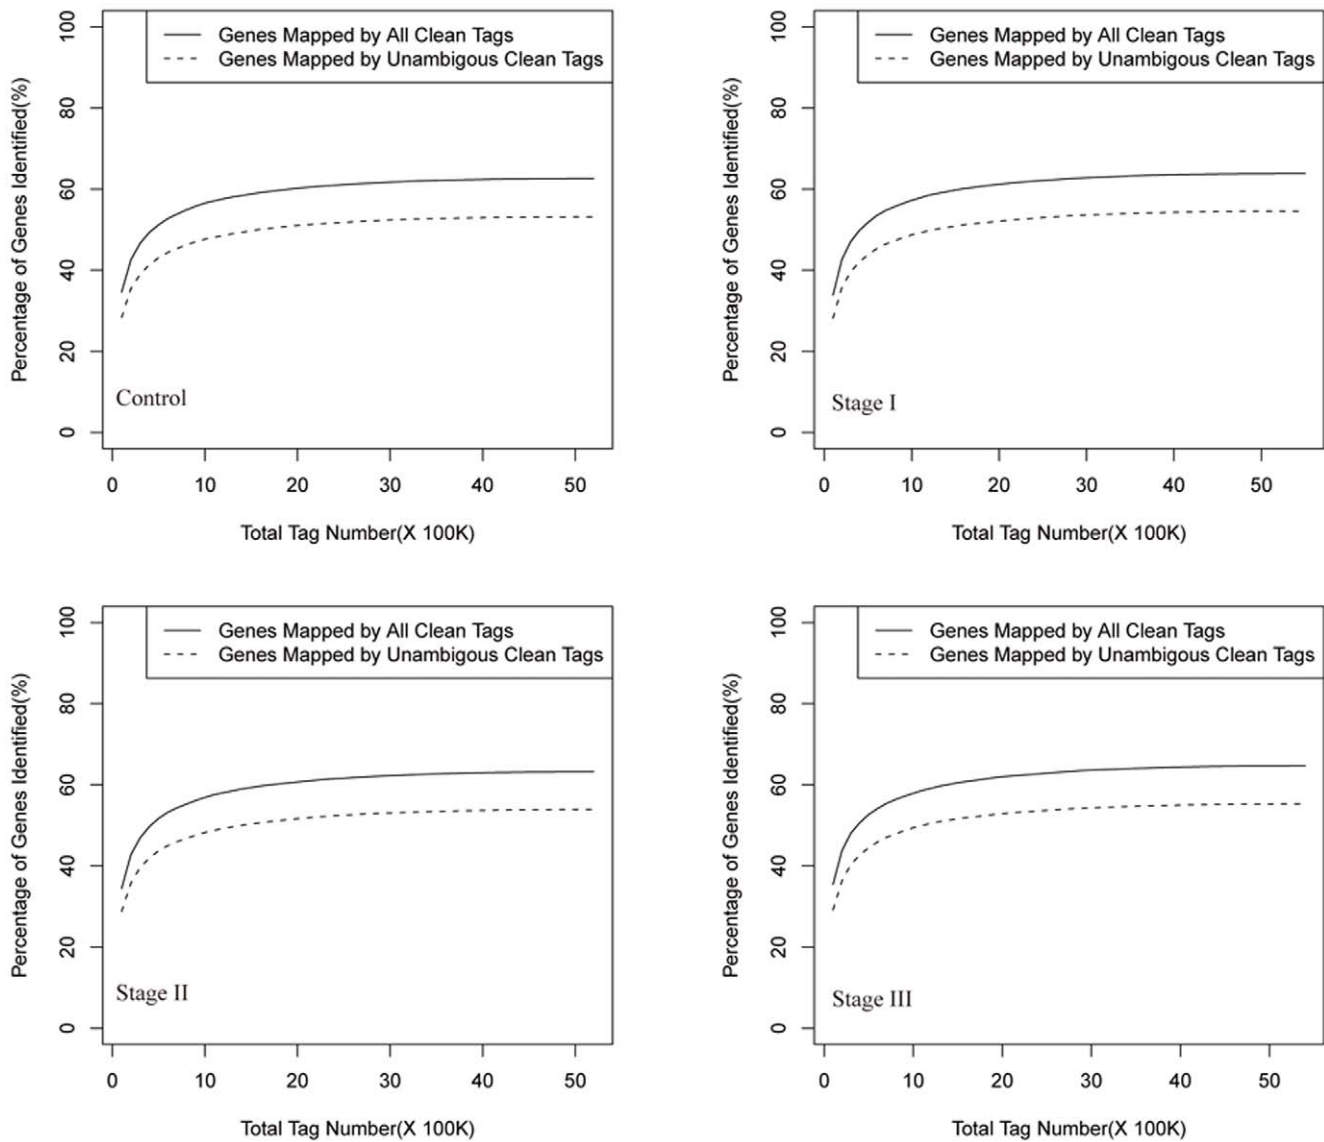 Genes Mapped by All Clean Tags
Genes Mapped by Unambigous Clean Tags
Percentage of Genes Identified(%)
100
80
60
40
20
0
Control
0 10 20 30 40 50
Total Tag Number(X 100K)
Genes Mapped by All Clean Tags
Genes Mapped by Unambigous Clean Tags
Percentage of Genes Identified(%)
100
80
60
40
20
0
Stage I
0 10 20 30 40 50
Total Tag Number(X 100K)
Genes Mapped by All Clean Tags
Genes Mapped by Unambigous Clean Tags
Percentage of Genes Identified(%)
100
80
60
40
20
0
Stage II
0 10 20 30 40 50
Total Tag Number(X 100K)
Genes Mapped by All Clean Tags
Genes Mapped by Unambigous Clean Tags
Percentage of Genes Identified(%)
100
80
60
40
20
0
Stage III
0 10 20 30 40 50
Total Tag Number(X 100K)